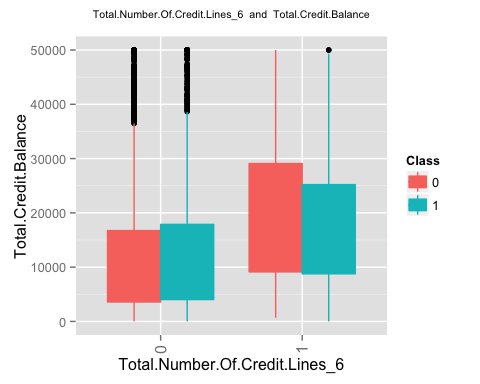 Total.Number.Of.Credit.Lines_6 and Total.Credit.Balance
Total.Credit.Balance
50000
40000
30000
20000
10000
0
0
1
Total.Number.Of.Credit.Lines_6
Class
0
1